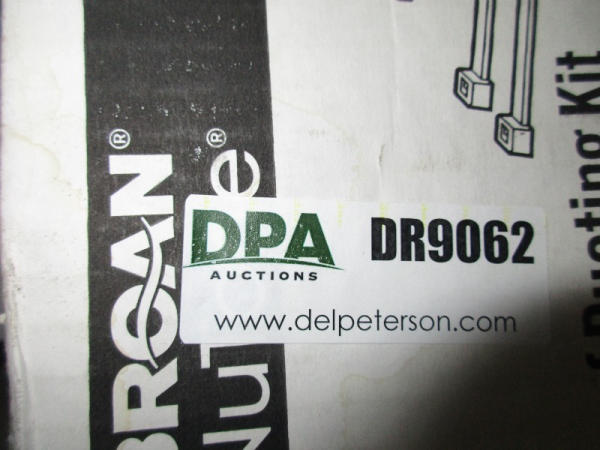 BROAN®
NuTone®
DPA
AUCTIONS
DR9062
www.delpeterson.com
f Ducting Kit